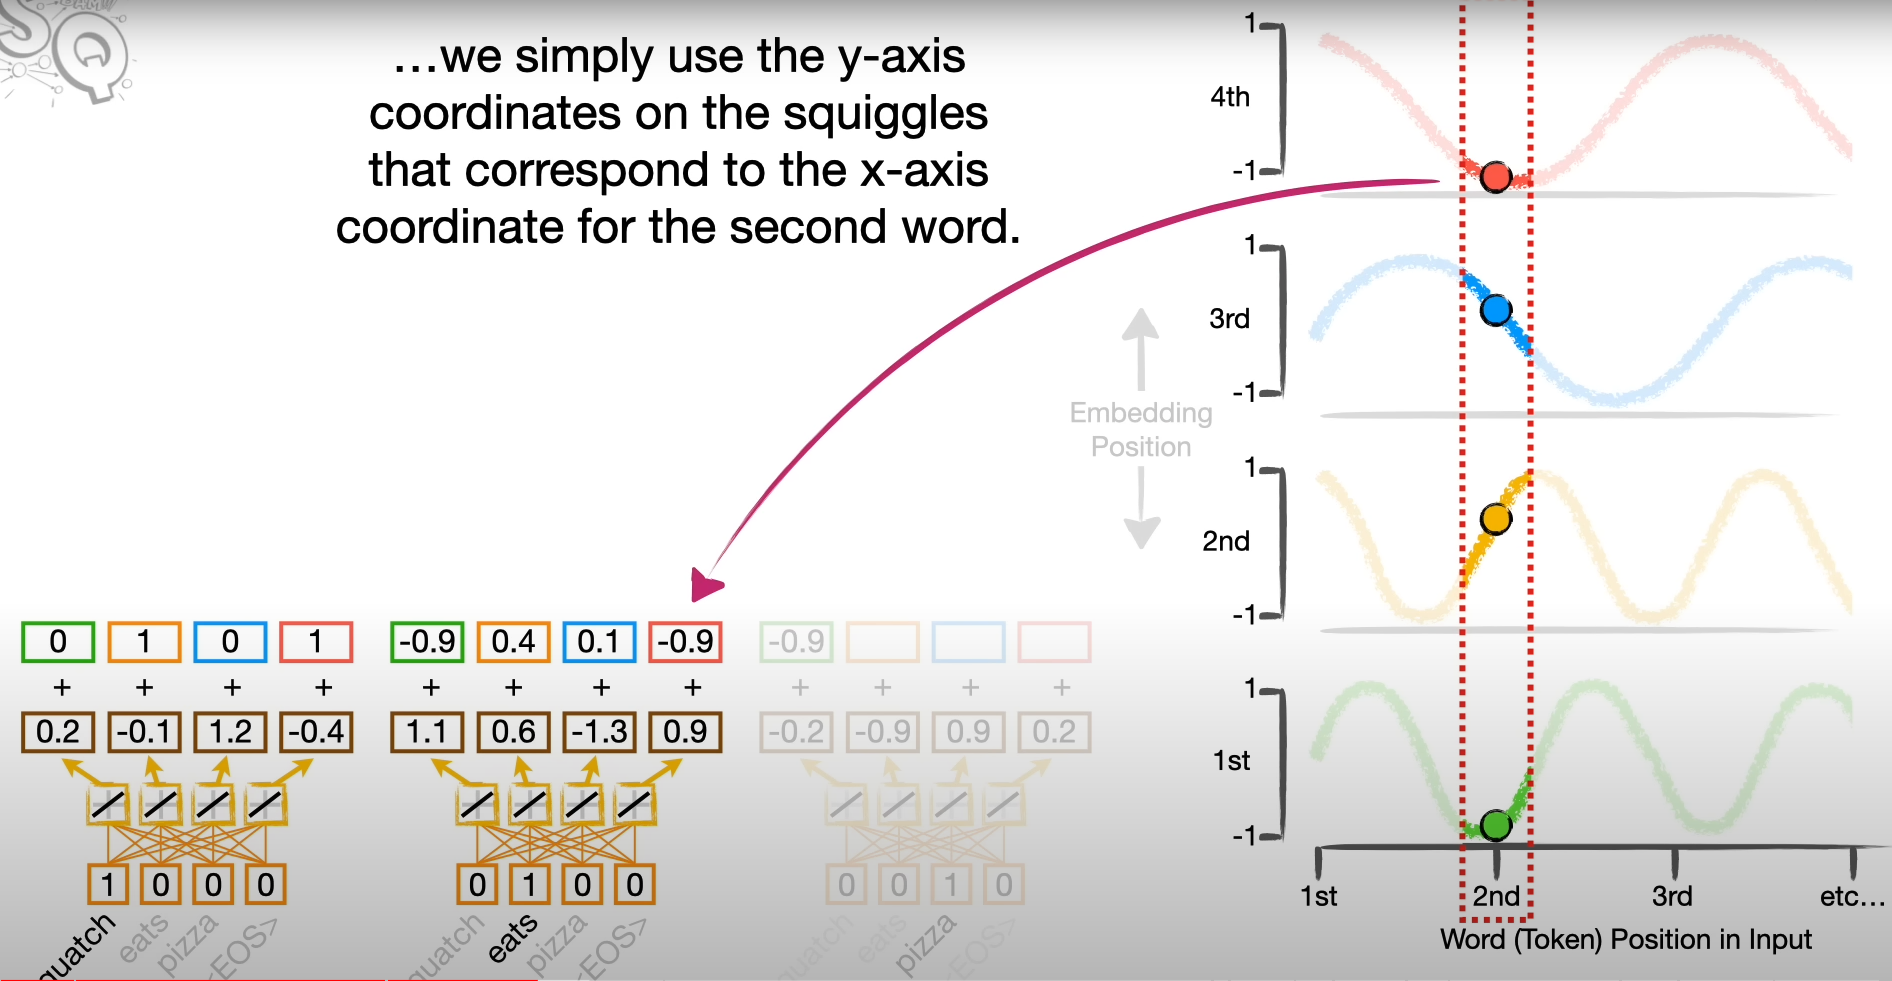 SQ
BAM!!
...we simply use the y-axis
coordinates on the squiggles
that correspond to the x-axis
coordinate for the second word.
1
4th
-1
1
3rd
-1
Embedding
Position
1
2nd
-1
1
1st
-1
1st 2nd 3rd etc...
Word (Token) Position in Input
0 1 0 1 -0.9 0.4 0.1 -0.9 -0.9
+ + + + + + + + + + + +
0.2 -0.1 1.2 -0.4 1.1 0.6 -1.3 0.9 -0.2 -0.9 0.9 0.2
1 0 0 0 0 1 0 0 0 0 1 0
quatch eats pizza EOS> quatch eats pizza <EOS> quatch eats pizza EOS>